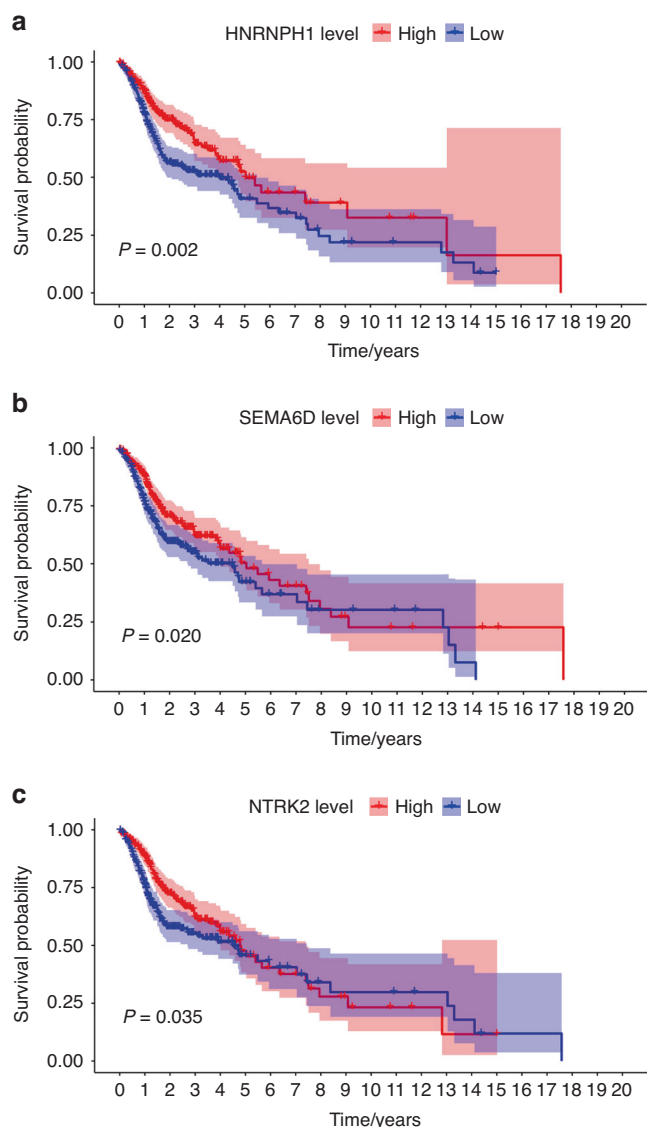 a
HNRNPH1 level High Low
1.00
0.75
0.50
0.25
0.00
Survival probability
P = 0.002
0 1 2 3 4 5 6 7 8 9 10 11 12 13 14 15 16 17 18 19 20
Time/years
b
SEMA6D level High Low
1.00
0.75
0.50
0.25
0.00
Survival probability
P = 0.020
0 1 2 3 4 5 6 7 8 9 10 11 12 13 14 15 16 17 18 19 20
Time/years
c
NTRK2 level High Low
1.00
0.75
0.50
0.25
0.00
Survival probability
P = 0.035
0 1 2 3 4 5 6 7 8 9 10 11 12 13 14 15 16 17 18 19 20
Time/years